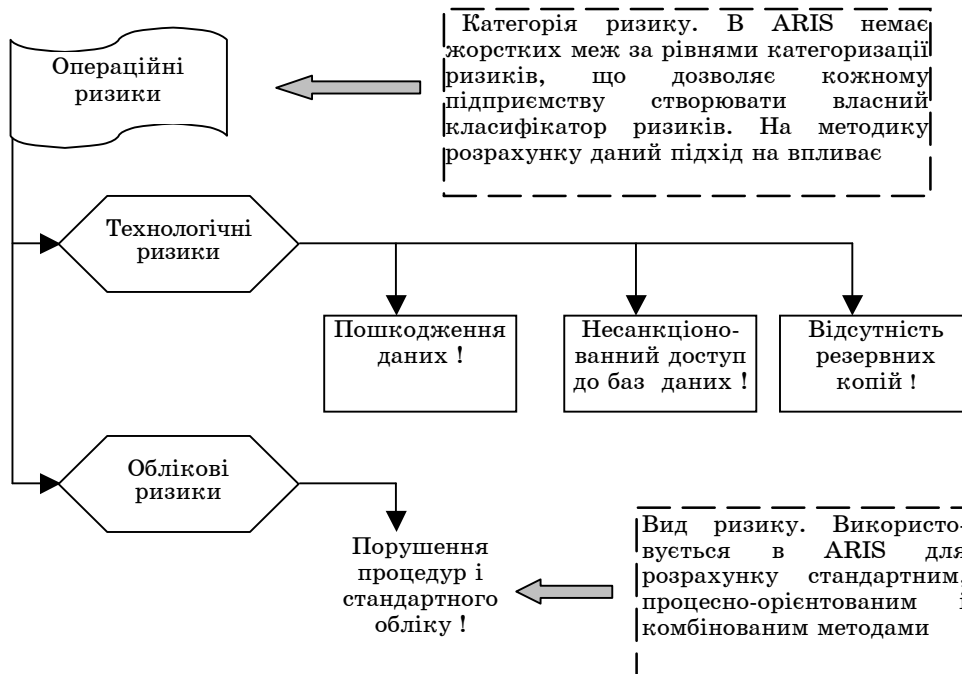 Операційні
ризики
Категорія ризику. В ARIS немає
жорстких меж за рівнями категоризації
ризиків, що дозволяє кожному
підприємству створювати власний
класифікатор ризиків. На методику
розрахунку даний підхід на впливає
Технологічні
ризики
Пошкодження
даних !
Несанкціоно-
ванний доступ
до баз даних !
Відсутність
резервних
копій !
Облікові
ризики
Порушення
процедур і
стандартного
обліку !
Вид ризику. Використо-
вується в ARIS для
розрахунку стандартним,
процесно-орієнтованим і
комбінованим методами